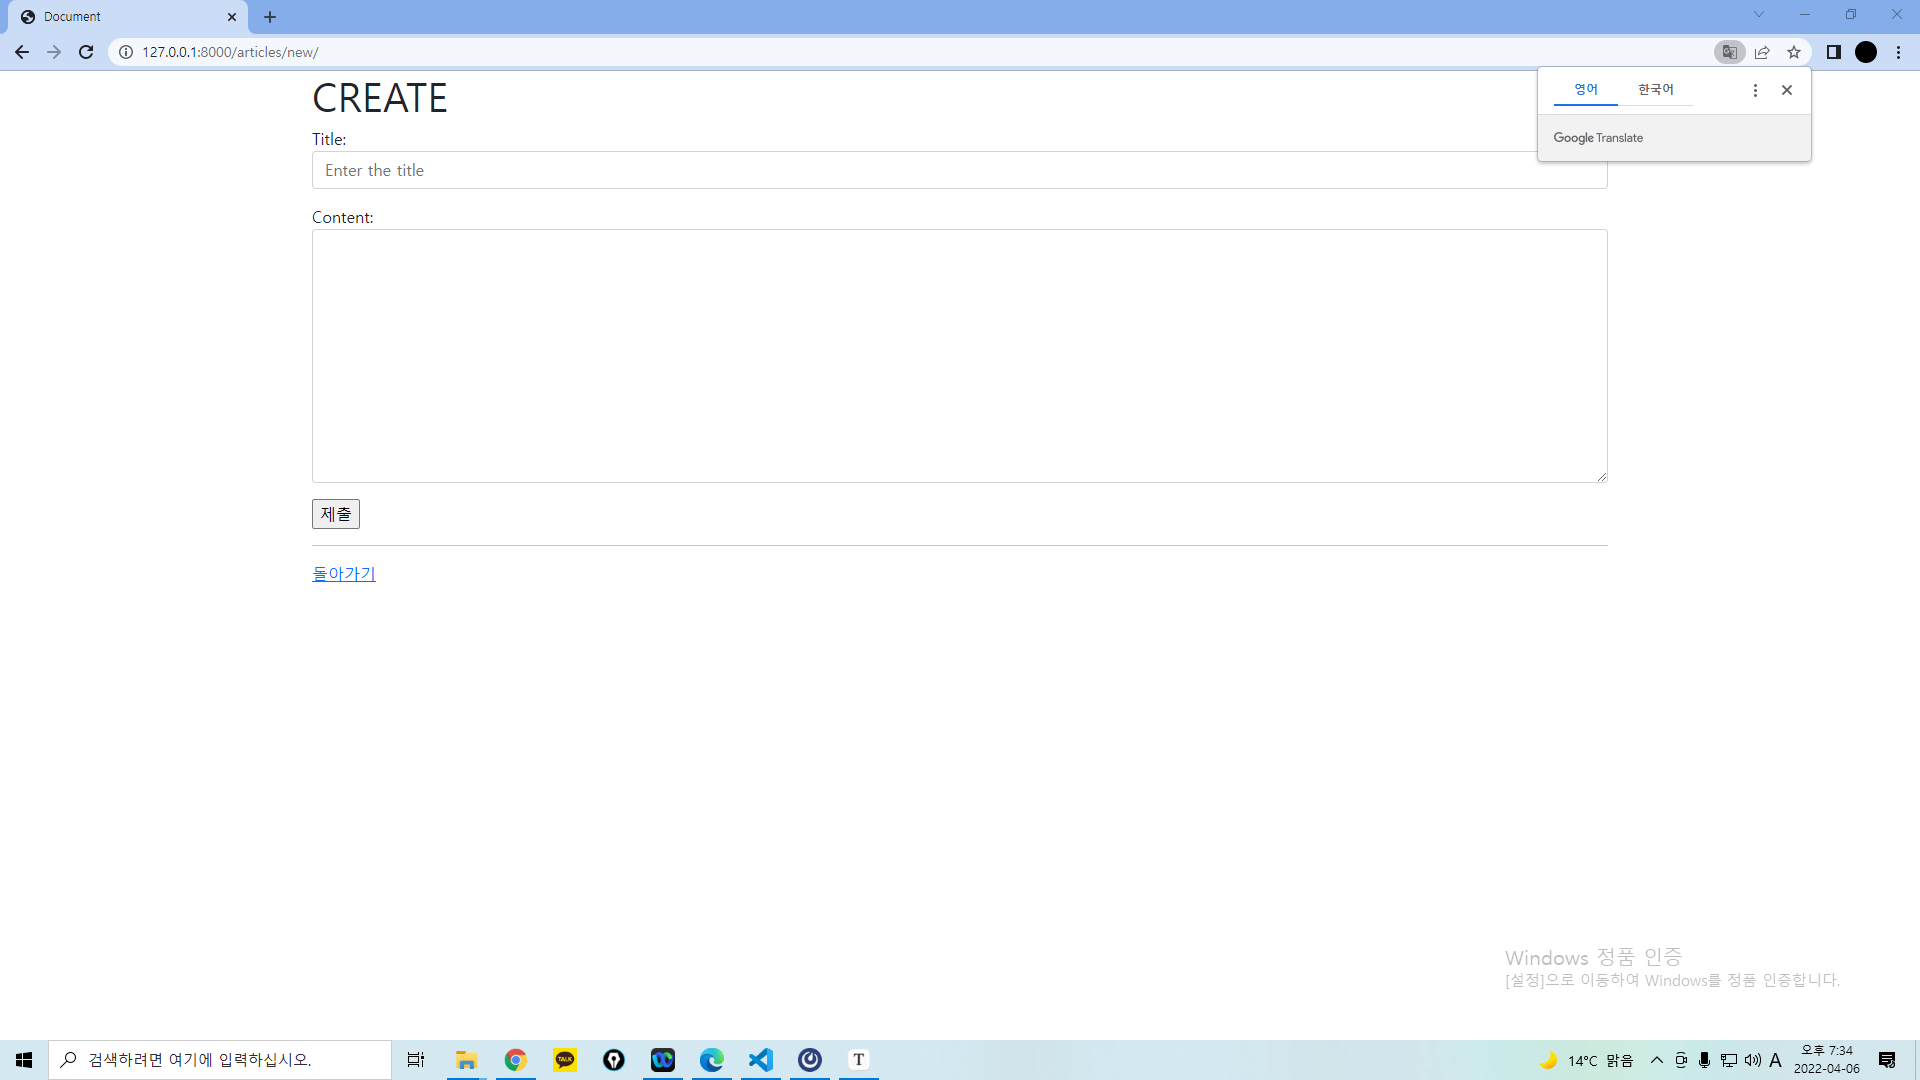 Document
127.0.0.1:8000/articles/new/
영어 한국어
Google Translate
CREATE
Title:
Enter the title
Content:
제출
돌아가기
Windows 정품 인증
[설정]으로 이동하여 Windows를 정품 인증합니다.
검색하려면 여기에 입력하십시오.
TALK
T
14°C 맑음
A
오후 7:34
2022-04-06